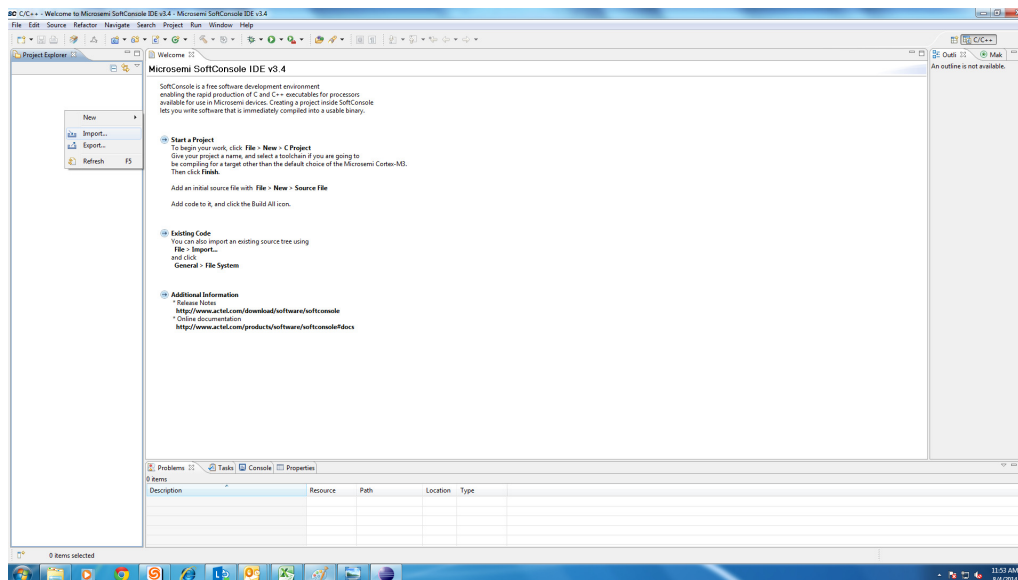 SC C/C++ - Welcome to Microsemi SoftConsole IDE v3.4 - Microsemi SoftConsole IDE v3.4
File Edit Source Refactor Navigate Search Project Run Window Help
C/C++
Project Explorer
Welcome
Outli
Mak
Microsemi SoftConsole IDE v3.4
An outline is not available.
SoftConsole is a free software development environment
enabling the rapid production of C and C++ executables for processors
available for use in Microsemi devices. Creating a project inside SoftConsole
lets you write software that is immediately compiled into a usable binary.
New
Import...
Export...
Refresh F5
Start a Project
To begin your work, click File > New > C Project
Give your project a name, and select a toolchain if you are going to
be compiling for a target other than the default choice of the Microsemi Cortex-M3.
Then click Finish.
Add an initial source file with File > New > Source File
Add code to it, and click the Build All icon.
Existing Code
You can also import an existing source tree using
File > Import...
and click
General > File System
Additional Information
* Release Notes
http://www.actel.com/download/software/softconsole
* Online documentation
http://www.actel.com/products/software/softconsole#docs
Problems Tasks Console Properties
0 items
Description Resource Path Location Type
0 items selected
11:53 AM